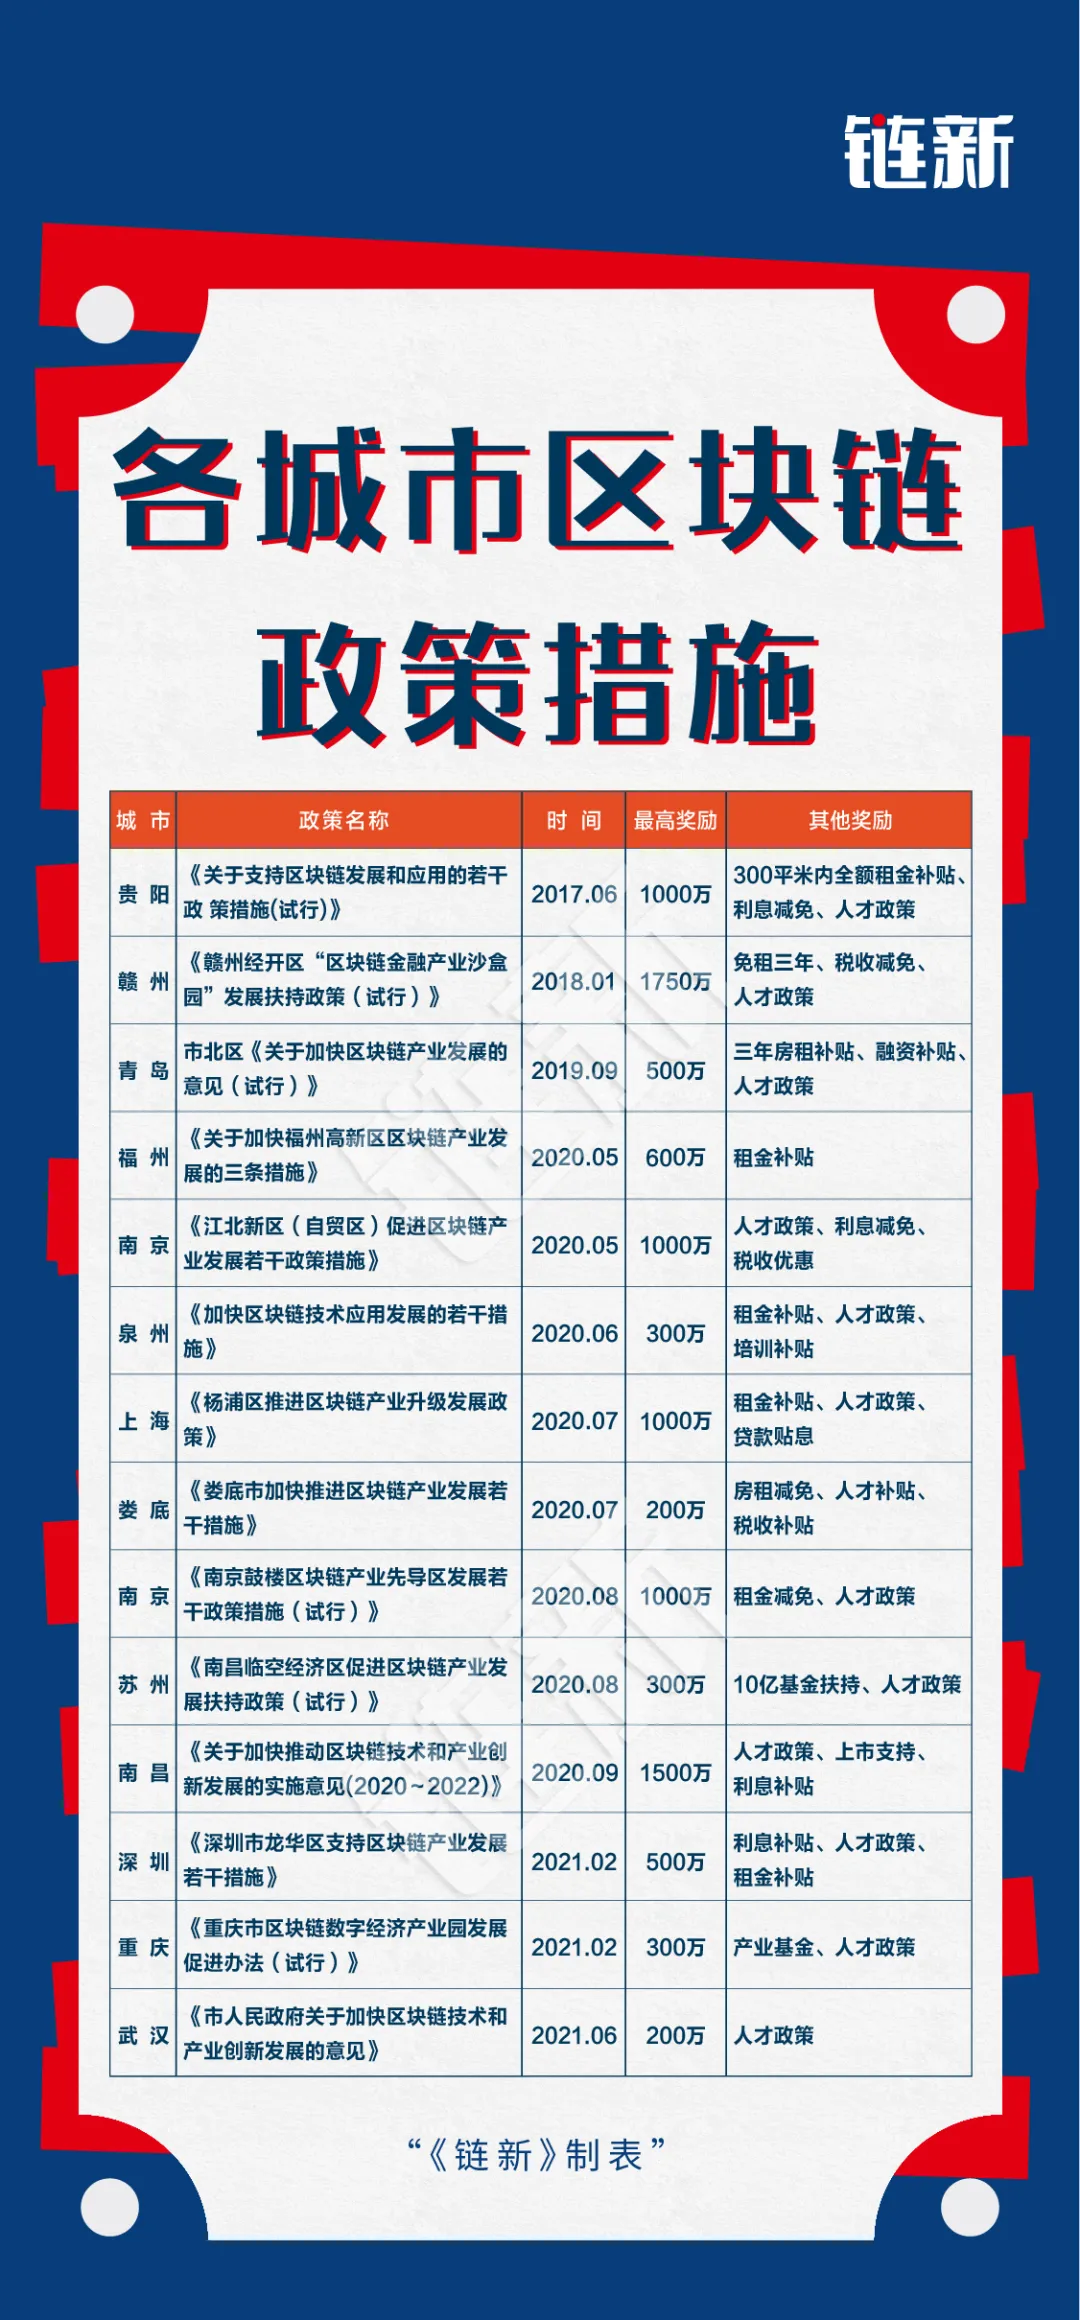 链新
各城市区块链
政策措施
城 市 政策名称 时 间 最高奖励 其他奖励
贵 阳 《关于支持区块链发展和应用的若干 2017.06 1000万 300平米内全额租金补贴、
政 策措施(试行)》 利息减免、人才政策
赣 州 《赣州经开区“区块链金融产业沙盒 2018.01 1750万 免租三年、税收减免、
园”发展扶持政策（试行）》 人才政策
青 岛 市北区《关于加快区块链产业发展的 2019.09 500万 三年房租补贴、融资补贴、
意见（试行）》 人才政策
福 州 《关于加快福州高新区区块链产业发 2020.05 600万 租金补贴
展的三条措施》
南 京 《江北新区（自贸区）促进区块链产 2020.05 1000万 人才政策、利息减免、
业发展若干政策措施》 税收优惠
泉 州 《加快区块链技术应用发展的若干措 2020.06 300万 租金补贴、人才政策、
施》 培训补贴
上 海 《杨浦区推进区块链产业升级发展政 2020.07 1000万 租金补贴、人才政策、
策》 贷款贴息
娄 底 《娄底市加快推进区块链产业发展若 2020.07 200万 房租减免、人才补贴、
干措施》 税收补贴
南 京 《南京鼓楼区块链产业先导区发展若 2020.08 1000万 租金减免、人才政策
干政策措施（试行）》
苏 州 《南昌临空经济区促进区块链产业发 2020.08 300万 10亿基金扶持、人才政策
展扶持政策（试行）》
南 昌 《关于加快推动区块链技术和产业创 2020.09 1500万 人才政策、上市支持、
新发展的实施意见(2020～2022)》 利息补贴
深 圳 《深圳市龙华区支持区块链产业发展 2021.02 500万 利息补贴、人才政策、
若干措施》 租金补贴
重 庆 《重庆市区块链数字经济产业园发展 2021.02 300万 产业基金、人才政策
促进办法（试行）》
武 汉 《市人民政府关于加快区块链技术和 2021.06 200万 人才政策
产业创新发展的意见》
“《链新》制表”